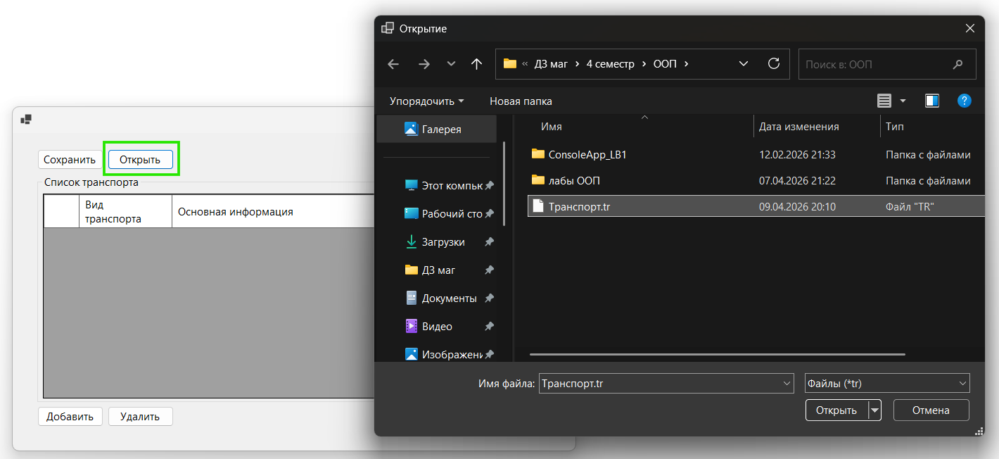 Открытие
« ДЗ маг › 4 семестр › ООП ›
Поиск в: ООП
Упорядочить
Новая папка
?
Галерея
Этот компьк
Рабочий сто
Загрузки
ДЗ маг
Документы
Видео
Изображени
Имя
Дата изменения
Тип
ConsoleApp_LB1
12.02.2026 21:33
Папка с файлами
лабы ООП
07.04.2026 21:22
Папка с файлами
Транспорт.tr
09.04.2026 20:10
Файл "TR"
Имя файла:
Транспорт.tr
Файлы (*tr)
Открыть
Отмена
Сохранить
Открыть
Список транспорта
Вид
транспорта
Основная информация
Добавить
Удалить